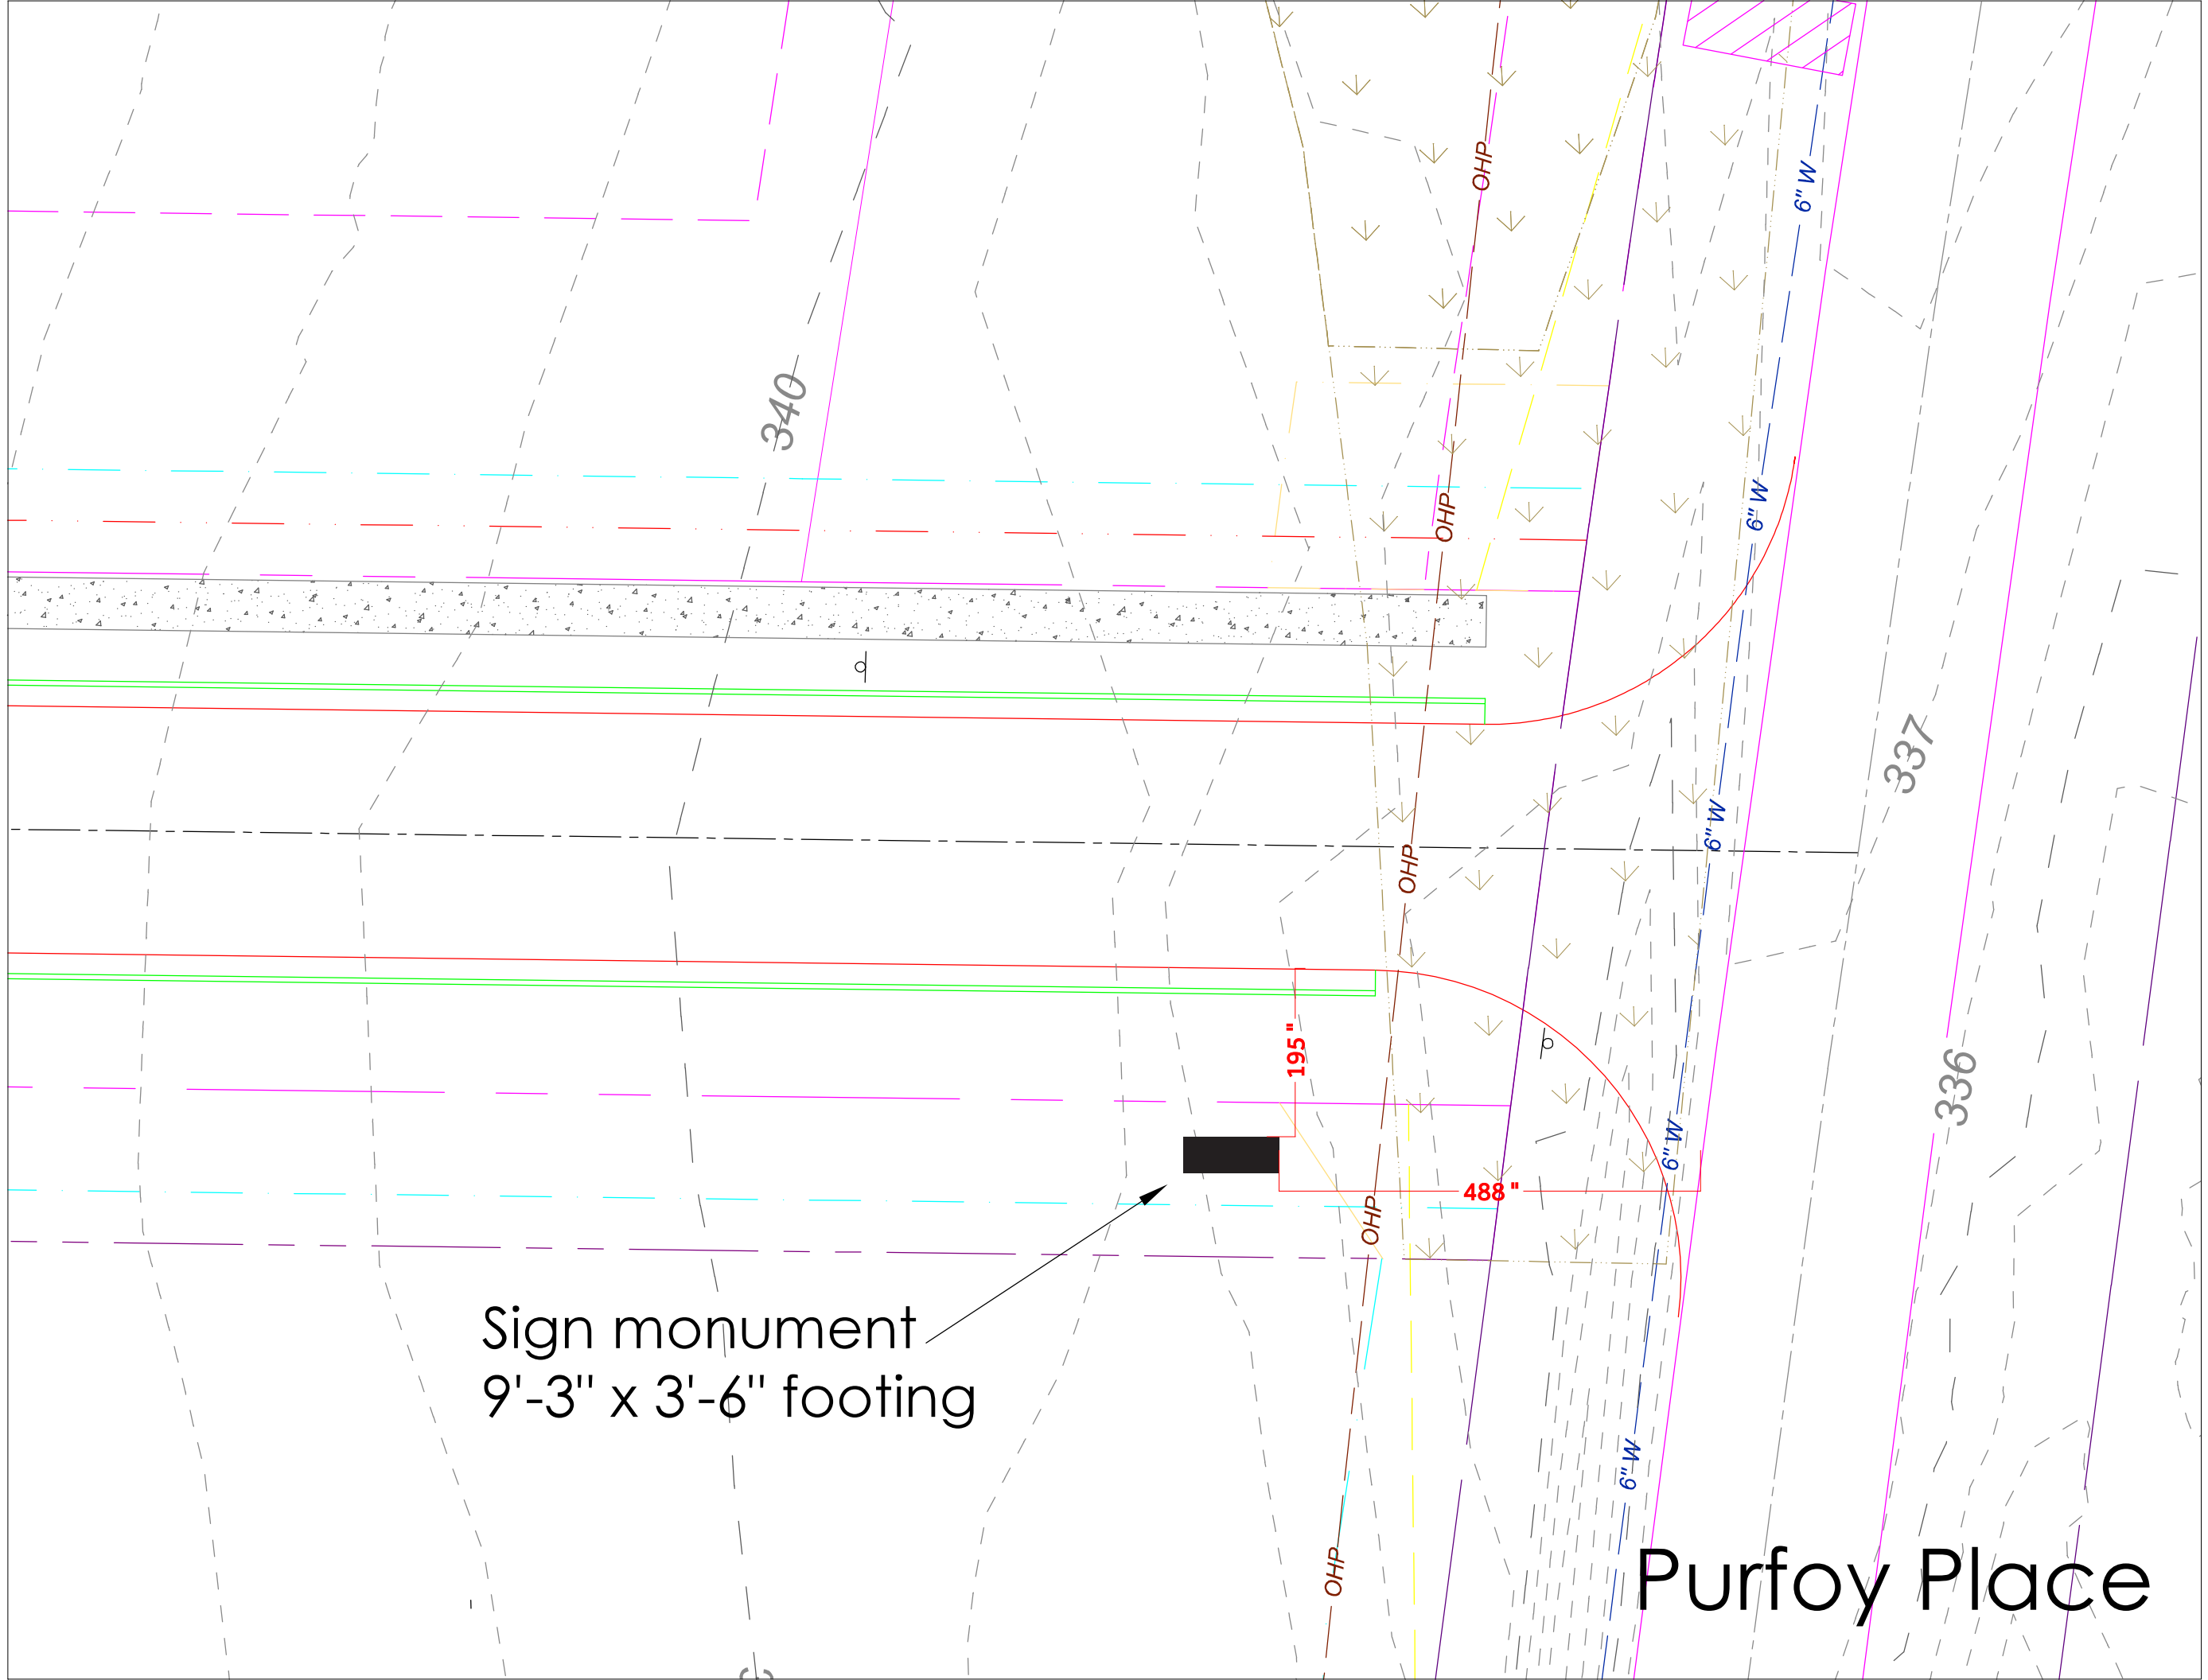 OHP
6" W
340
OHP
6" W
337
6" W
OHP
195"
336
6" W
488"
OHP
Sign monument
9'-3" x 3'-6" footing
6" W
OHP
Purfoy Place